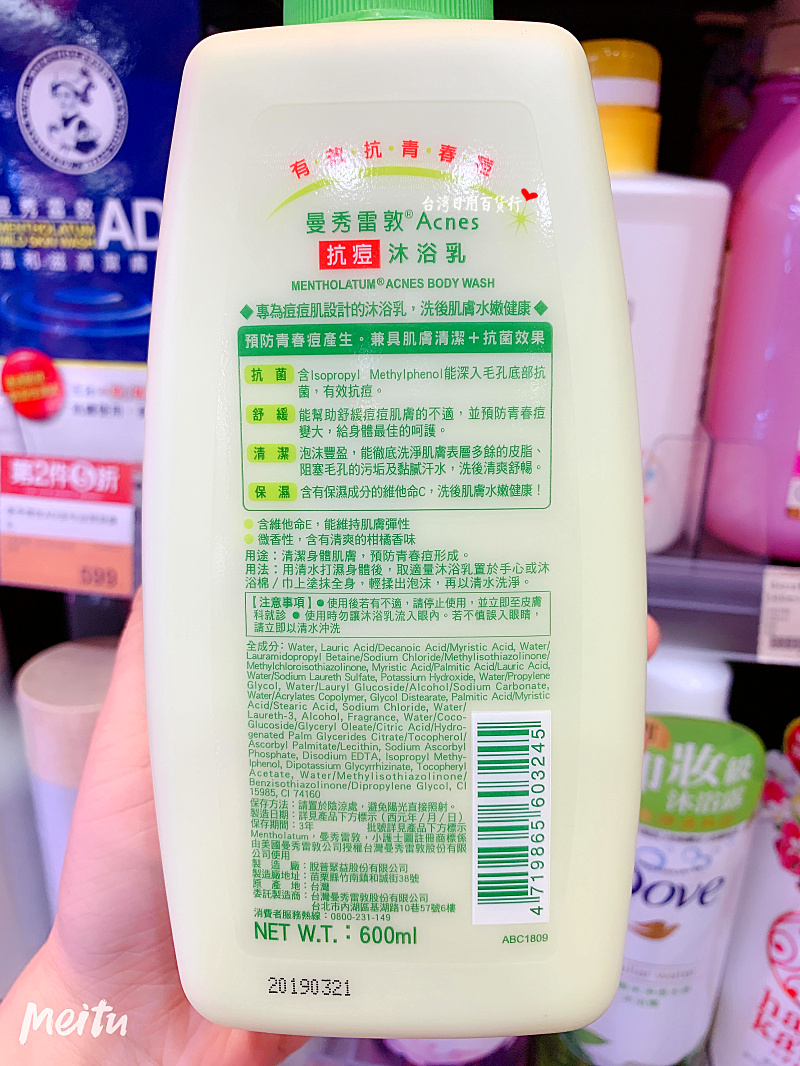 有·效·抗·青·春·痘
台湾日用百货行
曼秀雷敦®Acnes
抗痘 沐浴乳
MENTHOLATUM®ACNES BODY WASH
◆專為痘痘肌設計的沐浴乳，洗後肌膚水嫩健康◆
預防青春痘產生。兼具肌膚清潔＋抗菌效果
抗菌 含Isopropyl Methylphenol能深入毛孔底部抗
菌，有效抗痘。
舒緩 能幫助舒緩痘痘肌膚的不適，並預防青春痘
變大，給身體最佳的呵護。
清潔 泡沫豐盈，能徹底洗淨肌膚表層多餘的皮脂、
阻塞毛孔的污垢及黏膩汗水，洗後清爽舒暢。
保濕 含有保濕成分的維他命C，洗後肌膚水嫩健康！
含維他命E，能維持肌膚彈性
微香性，含有清爽的柑橘香味
用途：清潔身體肌膚，預防青春痘形成。
用法：用清水打濕身體後，取適量沐浴乳置於手心或沐
浴棉／巾上塗抹全身，輕揉出泡沫，再以清水洗淨。
【注意事項】●使用後若有不適，請停止使用，並立即至皮膚
科就診 ●使用時勿讓沐浴乳流入眼內。若不慎誤入眼睛，
請立即以清水沖洗
全成分：Water, Lauric Acid/Decanoic Acid/Myristic Acid, Water/
Lauramidopropyl Betaine/Sodium Chloride/Methylisothiazolinone/
Methylchloroisothiazolinone, Myristic Acid/Palmitic Acid/Lauric Acid,
Water/Sodium Laureth Sulfate, Potassium Hydroxide, Water/Propylene
Glycol, Water/Lauryl Glucoside/Alcohol/Sodium Carbonate,
Water/Acrylates Copolymer, Glycol Distearate, Palmitic Acid/Myristic
Acid/Stearic Acid, Sodium Chloride, Water/
Laureth-3, Alcohol, Fragrance, Water/Coco-
Glucoside/Glyceryl Oleate/Citric Acid/Hydro-
genated Palm Glycerides Citrate/Tocopherol/
Ascorbyl Palmitate/Lecithin, Sodium Ascorbyl
Phosphate, Disodium EDTA, Isopropyl Methy-
lphenol, Dipotassium Glycyrrhizinate, Tocopheryl
Acetate, Water/Methylisothiazolinone/
Benzisothiazolinone/Dipropylene Glycol, CI
15985, CI 74160
保存方法：請置於陰涼處，避免陽光直接照射。
製造日期：詳見產品下方標示（西元年／月／日）
保存期間：3年 批號詳見產品下方標示
Mentholatum，曼秀雷敦，小護士圖註冊商標係
由美國曼秀雷敦公司授權台灣曼秀雷敦股份有限
公司使用
製造廠：脫普聚益股份有限公司
製造廠地址：苗栗縣竹南鎮和誠街38號
原產地：台灣
委託製造商：台灣曼秀雷敦股份有限公司
台北市內湖區基湖路10巷57號6樓
消費者服務熱線：0800-231-149
NET W.T.：600ml
ABC1809
4 719865 603245
20190321
Meitu
曼秀雷敦
MENTHOLATUM
AD
MILD SKIN WASH
第2件
599
妝
沐浴
Dove